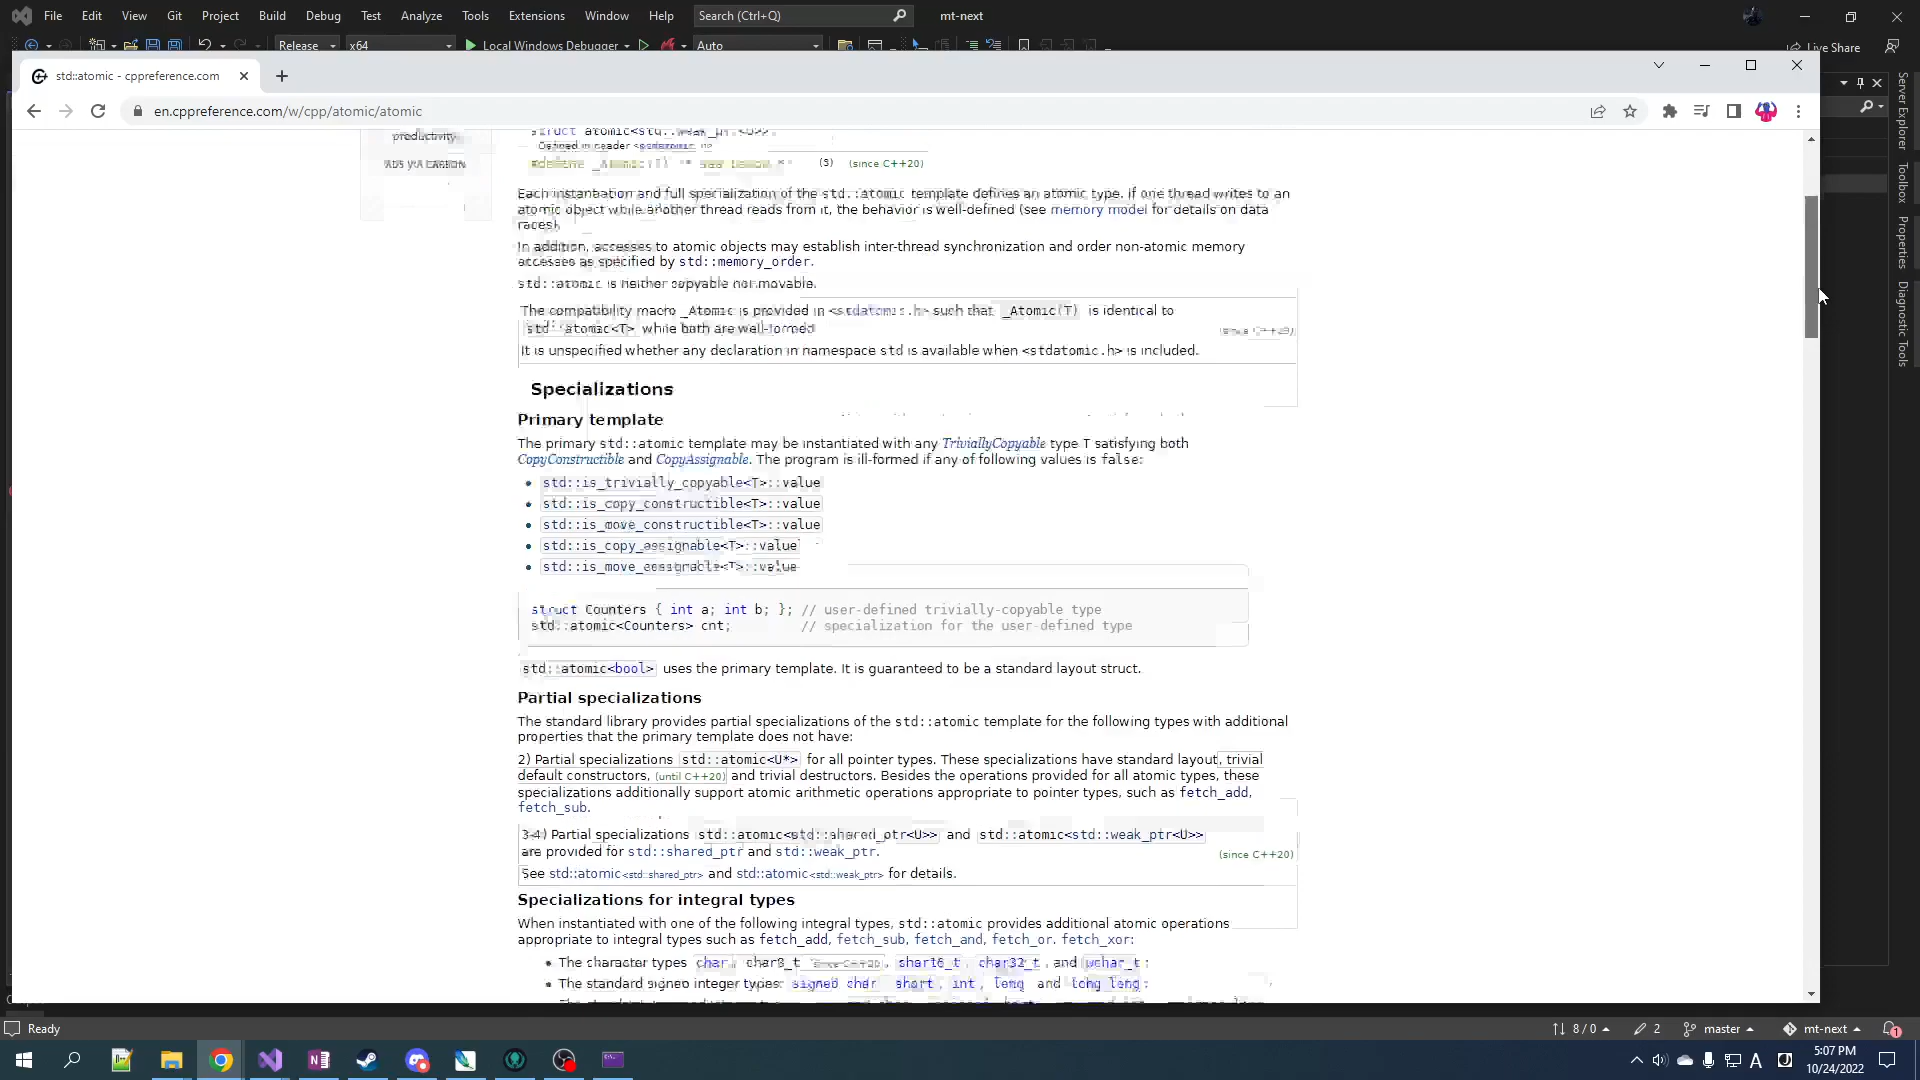 File Edit View Git Project Build Debug Test Analyze Tools Extensions Window Help Search (Ctrl+Q) mt-next
Release x64 Local Windows Debugger Auto Live Share
std::atomic - cppreference.com
en.cppreference.com/w/cpp/atomic/atomic
Server Explorer
Toolbox
Properties
Diagnostic Tools
productivity
struct atomic<std::weak_ptr<U>>;
Defined in header <stdatomic.h>
(since C++20)
Each instantiation and full specialization of the std::atomic template defines an atomic type. If one thread writes to an
atomic object while another thread reads from it, the behavior is well-defined (see memory model for details on data
races).
In addition, accesses to atomic objects may establish inter-thread synchronization and order non-atomic memory
accesses as specified by std::memory_order.
std::atomic is neither copyable nor movable.
The compatibility macro _Atomic is provided in <stdatomic.h> such that _Atomic(T) is identical to
std::atomic<T> while both are well-formed
It is unspecified whether any declaration in namespace std is available when <stdatomic.h> is included.
Specializations
Primary template
The primary std::atomic template may be instantiated with any TriviallyCopyable type T satisfying both
CopyConstructible and CopyAssignable. The program is ill-formed if any of following values is false:
std::is_trivially_copyable<T>::value
std::is_copy_constructible<T>::value
std::is_move_constructible<T>::value
std::is_copy_assignable<T>::value
std::is_move_assignable<T>::value
struct Counters { int a; int b; }; // user-defined trivially-copyable type
std::atomic<Counters> cnt; // specialization for the user-defined type
std::atomic<bool> uses the primary template. It is guaranteed to be a standard layout struct.
Partial specializations
The standard library provides partial specializations of the std::atomic template for the following types with additional
properties that the primary template does not have:
2) Partial specializations std::atomic<U*> for all pointer types. These specializations have standard layout, trivial
default constructors, (until C++20) and trivial destructors. Besides the operations provided for all atomic types, these
specializations additionally support atomic arithmetic operations appropriate to pointer types, such as fetch_add,
fetch_sub.
3-4) Partial specializations std::atomic<std::shared_ptr<U>> and std::atomic<std::weak_ptr<U>>
are provided for std::shared_ptr and std::weak_ptr.
(since C++20)
See std::atomic<std::shared_ptr> and std::atomic<std::weak_ptr> for details.
Specializations for integral types
When instantiated with one of the following integral types, std::atomic provides additional atomic operations
appropriate to integral types such as fetch_add, fetch_sub, fetch_and, fetch_or, fetch_xor:
The character types char, char8_t (since C++20), char16_t, char32_t, and wchar_t;
The standard signed integer types: signed char, short, int, long, and long long;
Ready 8 / 0 2 master mt-next 1
A 5:07 PM
10/24/2022